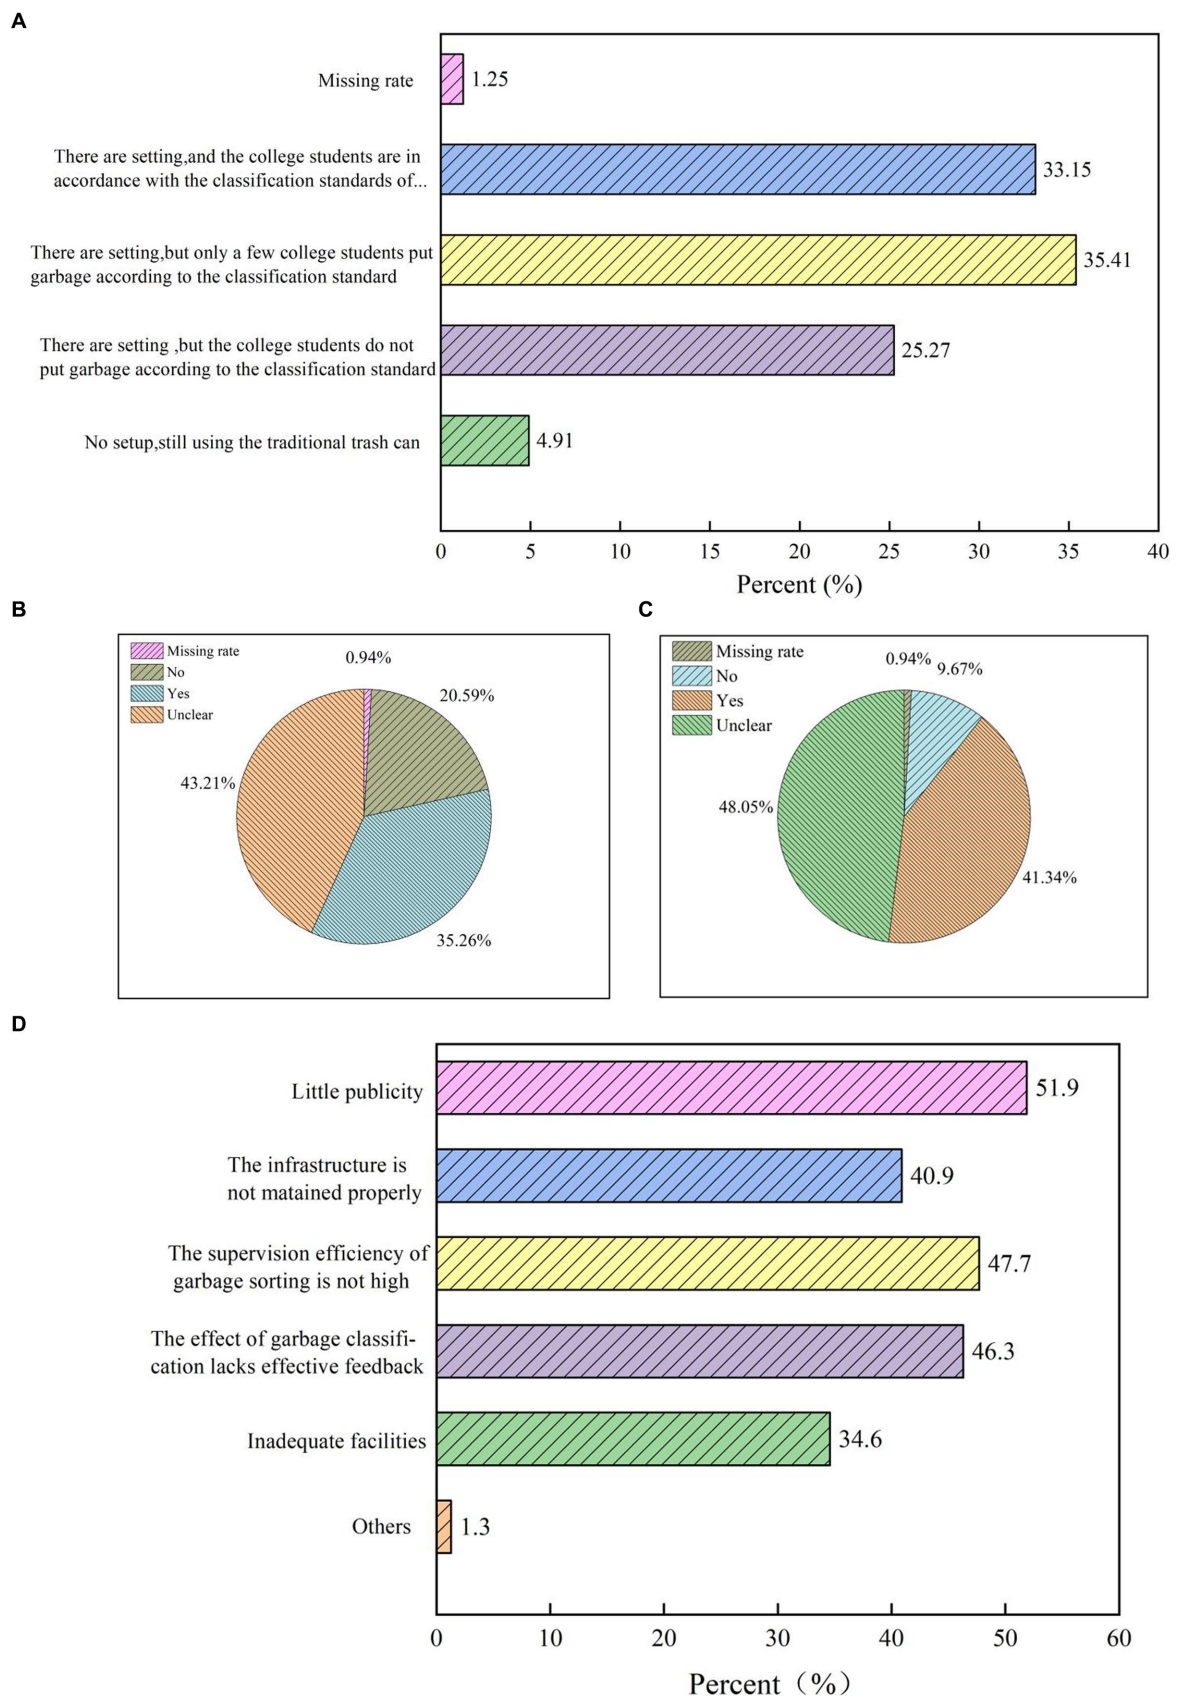 A
Missing rate
1.25
There are setting,and the college students are in
accordance with the classification standards of...
33.15
There are setting,but only a few college students put
garbage according to the classification standard
35.41
There are setting ,but the college students do not
put garbage according to the classification standard
25.27
No setup,still using the traditional trash can
4.91
0 5 10 15 20 25 30 35 40
Percent (%)
B
Missing rate
No
Yes
Unclear
0.94%
20.59%
43.21%
35.26%
C
Missing rate
No
Yes
Unclear
0.94%
9.67%
48.05%
41.34%
D
Little publicity
51.9
The infrastructure is
not matained properly
40.9
The supervision efficiency of
garbage sorting is not high
47.7
The effect of garbage classifi-
cation lacks effective feedback
46.3
Inadequate facilities
34.6
Others
1.3
0 10 20 30 40 50 60
Percent（%）